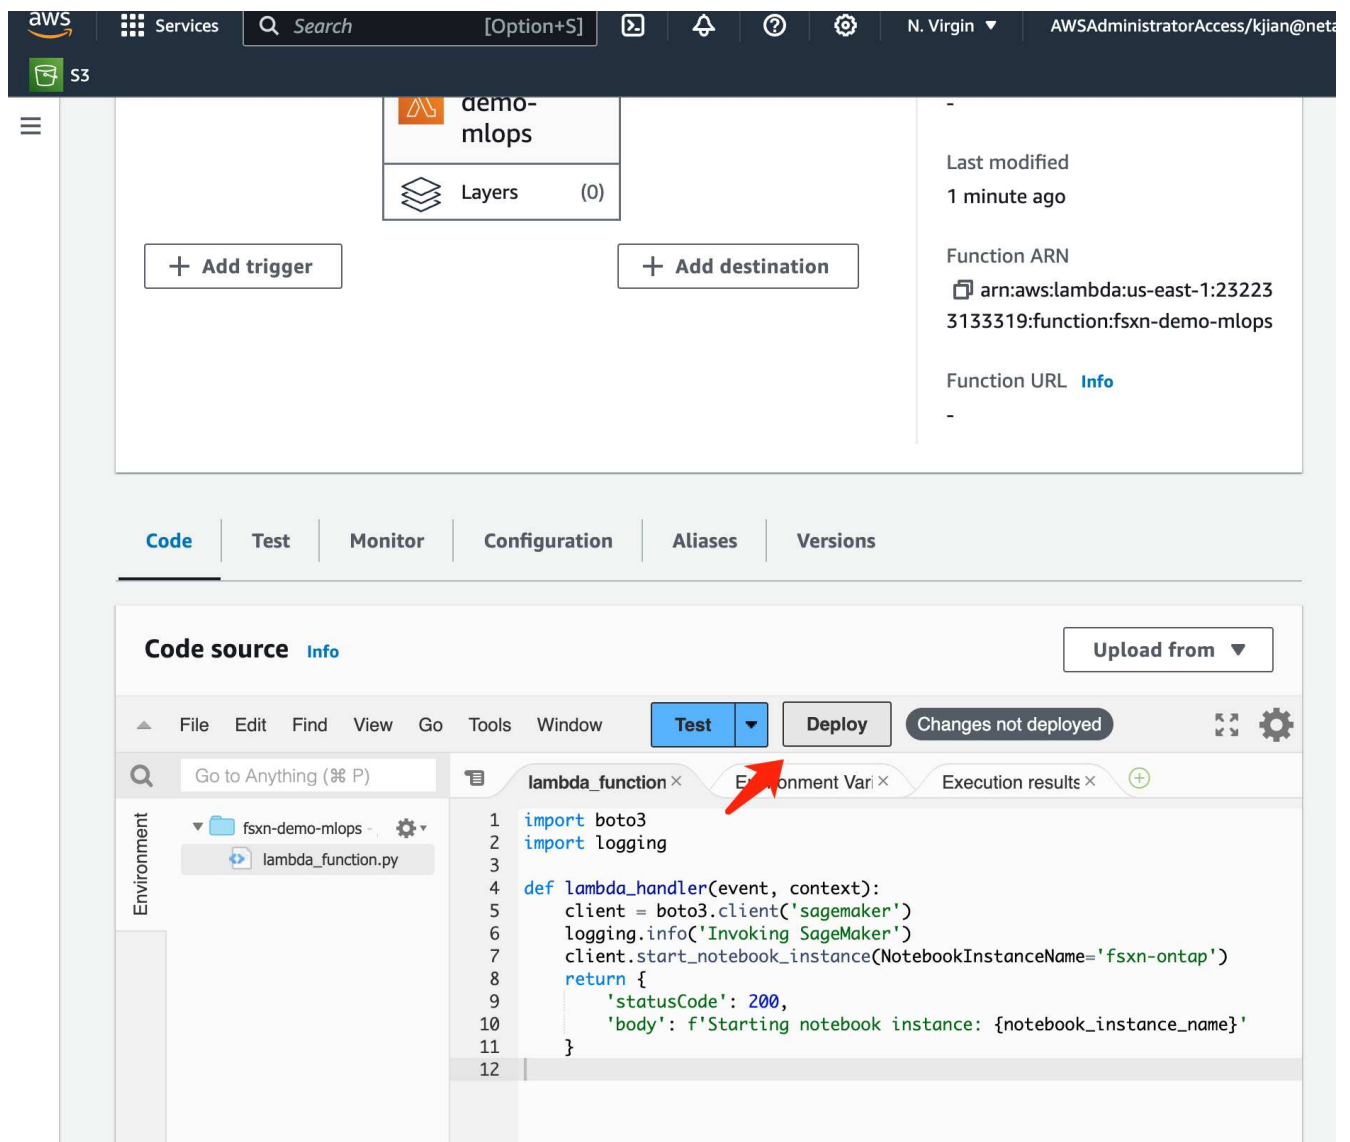 aws Services Search [Option+S] N. Virgin AWSAdministratorAccess/kjian@neta
S3
demo-
mlops
Layers (0)
Add trigger
Add destination
-
Last modified
1 minute ago
Function ARN
arn:aws:lambda:us-east-1:23223
3133319:function:fsxn-demo-mlops
Function URL Info
-
Code Test Monitor Configuration Aliases Versions
Code source Info
Upload from
File Edit Find View Go Tools Window Test Deploy Changes not deployed
Go to Anything (⌘ P)
lambda_function × Environment Vari × Execution results ×
Environment
fsxn-demo-mlops -
lambda_function.py
1 import boto3
2 import logging
3
4 def lambda_handler(event, context):
5 client = boto3.client('sagemaker')
6 logging.info('Invoking SageMaker')
7 client.start_notebook_instance(NotebookInstanceName='fsxn-ontap')
8 return {
9 'statusCode': 200,
10 'body': f'Starting notebook instance: {notebook_instance_name}'
11 }
12